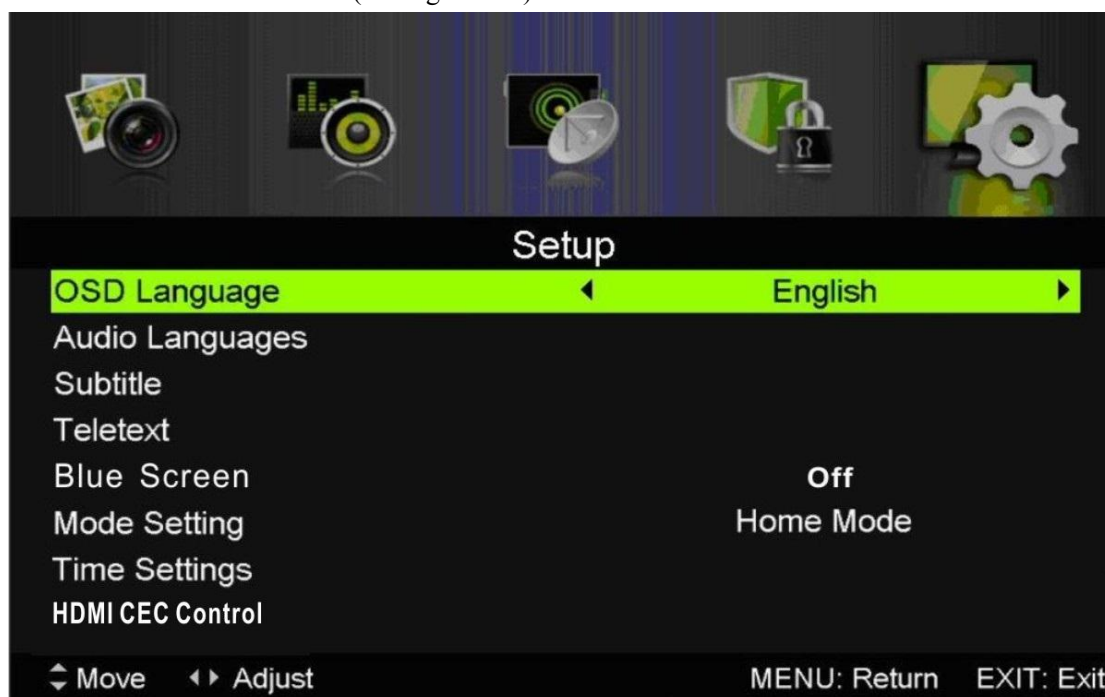 Setup
OSD Language English
Audio Languages
Subtitle
Teletext
Blue Screen Off
Mode Setting Home Mode
Time Settings
HDMI CEC Control
Move Adjust MENU: Return EXIT: Exit